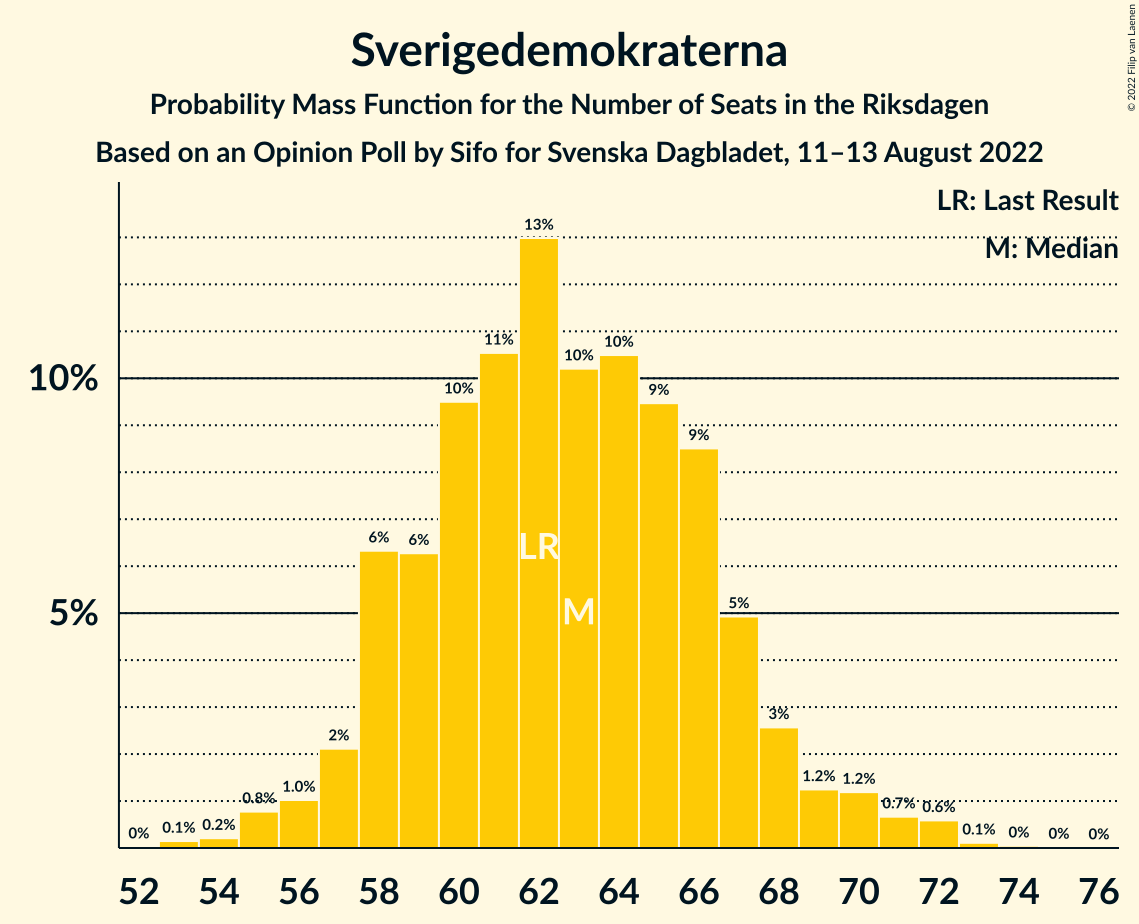 Sverigedemokraterna
Probability Mass Function for the Number of Seats in the Riksdagen
Based on an Opinion Poll by Sifo for Svenska Dagbladet, 11–13 August 2022
© 2022 Filip van Laenen
LR: Last Result
M: Median
10%
5%
0% 0.1% 0.2% 0.8% 1.0% 2% 6% 6% 10% 11% 13% 10% 10% 9% 9% 5% 3% 1.2% 1.2% 0.7% 0.6% 0.1% 0% 0% 0%
LR
M
52 54 56 58 60 62 64 66 68 70 72 74 76